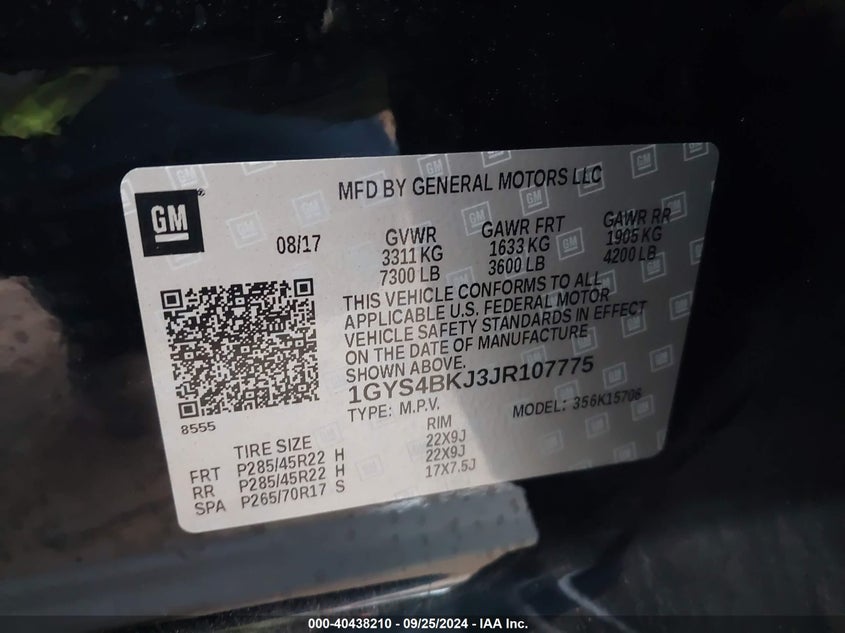 GM
MFD BY GENERAL MOTORS LLC
08/17
GVWR
3311 KG
7300 LB
GAWR FRT
1633 KG
3600 LB
GAWR RR
1905 KG
4200 LB
THIS VEHICLE CONFORMS TO ALL
APPLICABLE U.S. FEDERAL MOTOR
VEHICLE SAFETY STANDARDS IN EFFECT
ON THE DATE OF MANUFACTURE
SHOWN ABOVE.
1GYS4BKJ3JR107775
TYPE: M.P.V.
MODEL: 356K15706
8555
TIRE SIZE
RIM
FRT P285/45R22 H 22X9J
RR P285/45R22 H 22X9J
SPA P265/70R17 S 17X7.5J
000-40438210 - 09/25/2024 - IAA Inc.